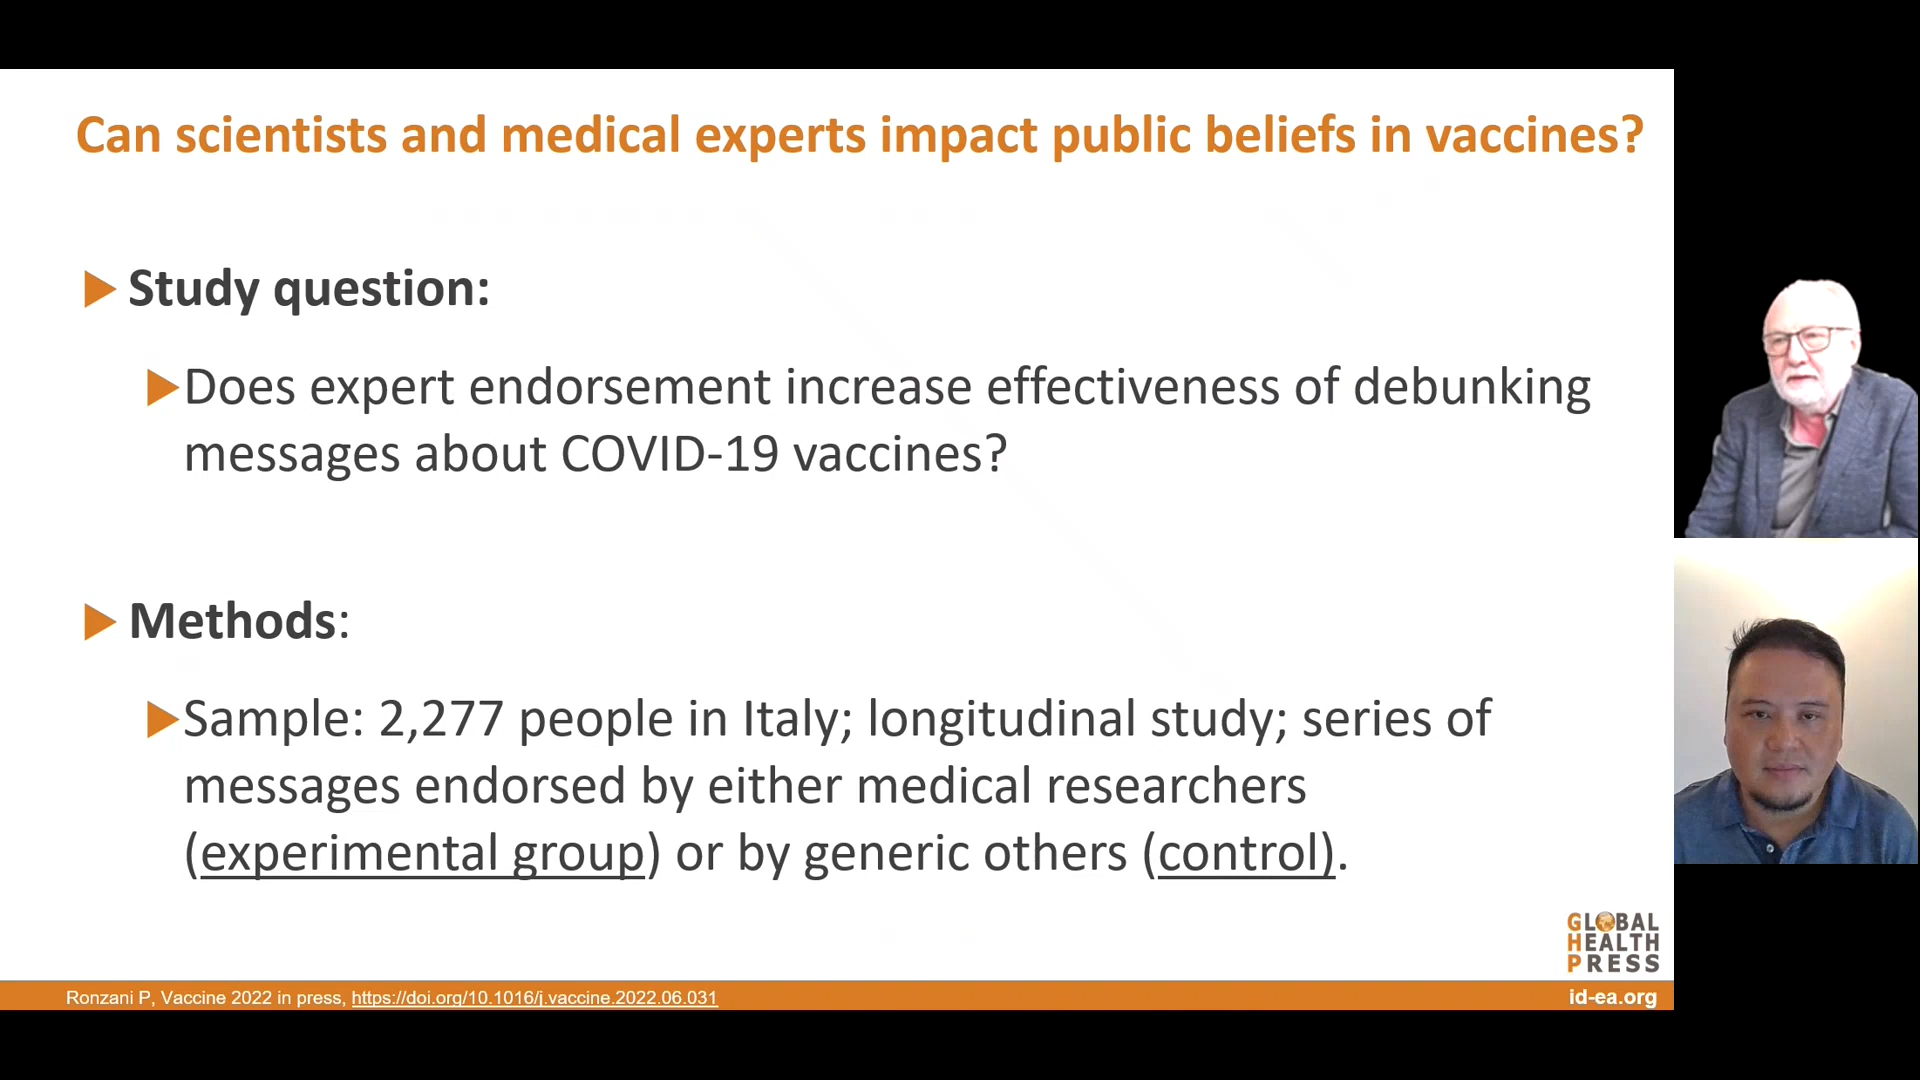 Can scientists and medical experts impact public beliefs in vaccines?
Study question:
Does expert endorsement increase effectiveness of debunking
messages about COVID-19 vaccines?
Methods:
Sample: 2,277 people in Italy; longitudinal study; series of
messages endorsed by either medical researchers
(experimental group) or by generic others (control).
GLOBAL
HEALTH
PRESS
Ronzani P, Vaccine 2022 in press, https://doi.org/10.1016/j.vaccine.2022.06.031
id-ea.org